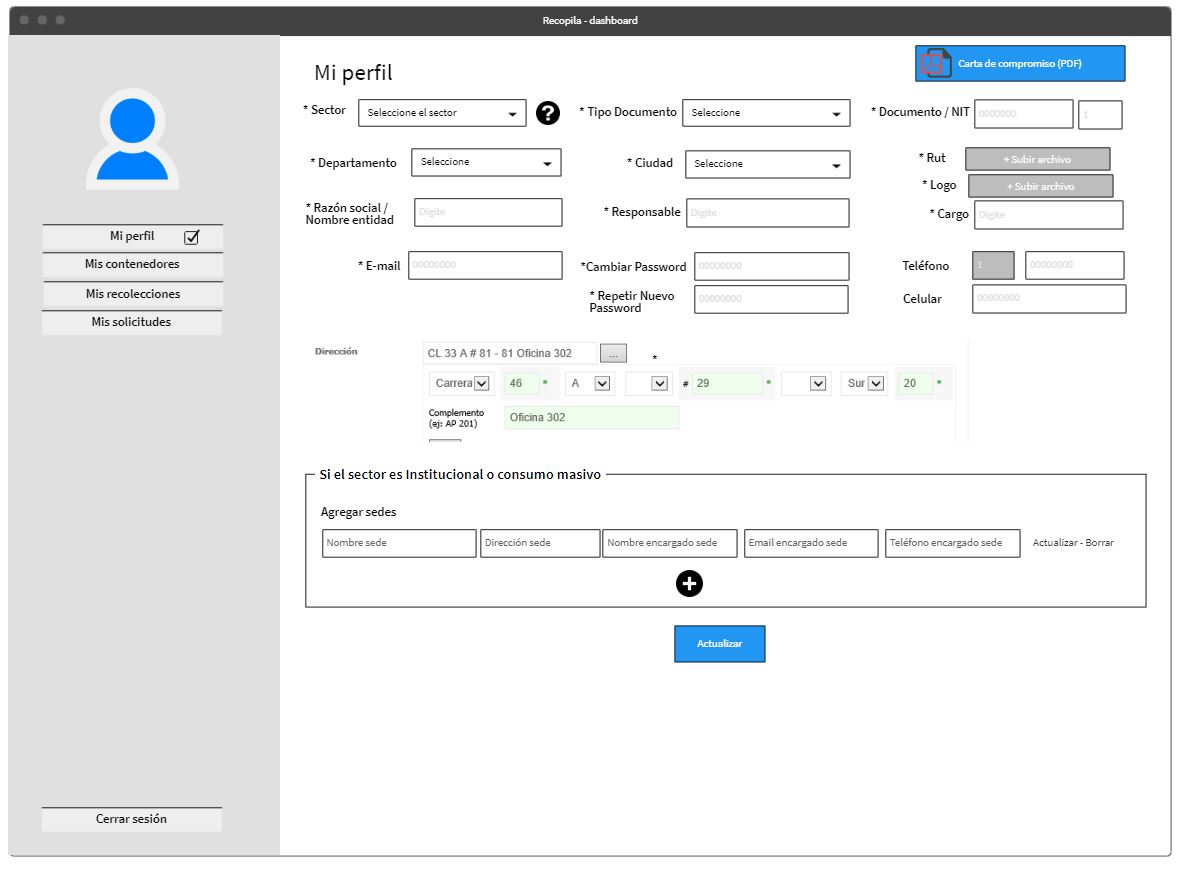 Recopila - dashboard
Mi perfil
Carta de compromiso (PDF)
* Sector
Seleccione el sector
?
* Tipo Documento
Seleccione
* Documento / NIT
0000000
1
* Departamento
Seleccione
* Ciudad
Seleccione
* Rut
+ Subir archivo
* Logo
+ Subir archivo
* Razón social /
Nombre entidad
Digite
* Responsable
Digite
* Cargo
Digite
Mi perfil
Mis contenedores
Mis recolecciones
Mis solicitudes
* E-mail
00000000
*Cambiar Password
00000000
Teléfono
1
00000000
* Repetir Nuevo
Password
00000000
Celular
00000000
Dirección
CL 33 A # 81 - 81 Oficina 302
...
*
Carrera
46
*
A
#
29
*
Sur
20
*
Complemento
(ej: AP 201)
Oficina 302
Si el sector es Institucional o consumo masivo
Agregar sedes
Nombre sede
Dirección sede
Nombre encargado sede
Email encargado sede
Teléfono encargado sede
Actualizar - Borrar
Actualizar
Cerrar sesión